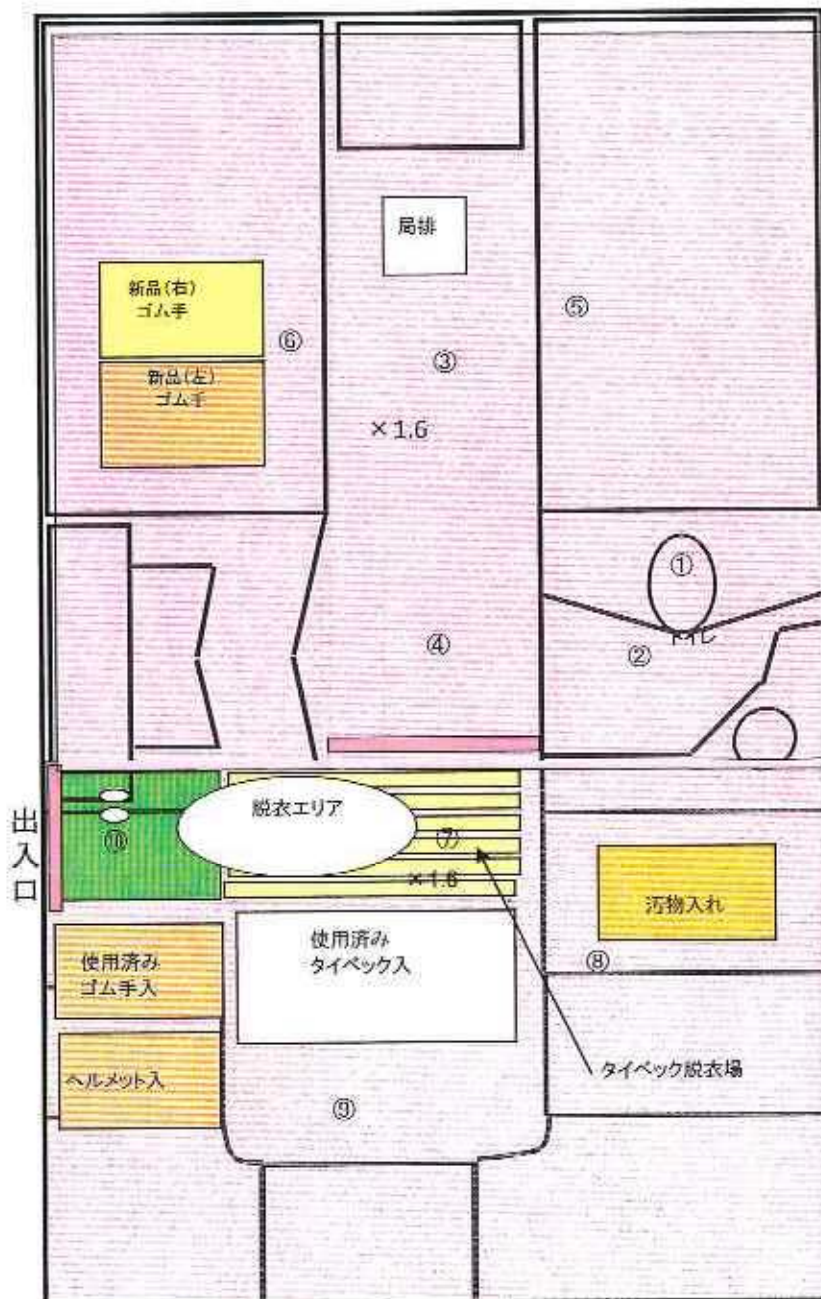 局排
新品(右)
ゴム手
⑤
⑥
③
新品(左)
ゴム手
×1.6
①
④
②
トイレ
出入口
脱衣エリア
⑩
⑦
×1.6
汚物入れ
使用済み
タイベック入
使用済み
ゴム手入
⑧
タイベック脱衣場
ヘルメット入
⑨